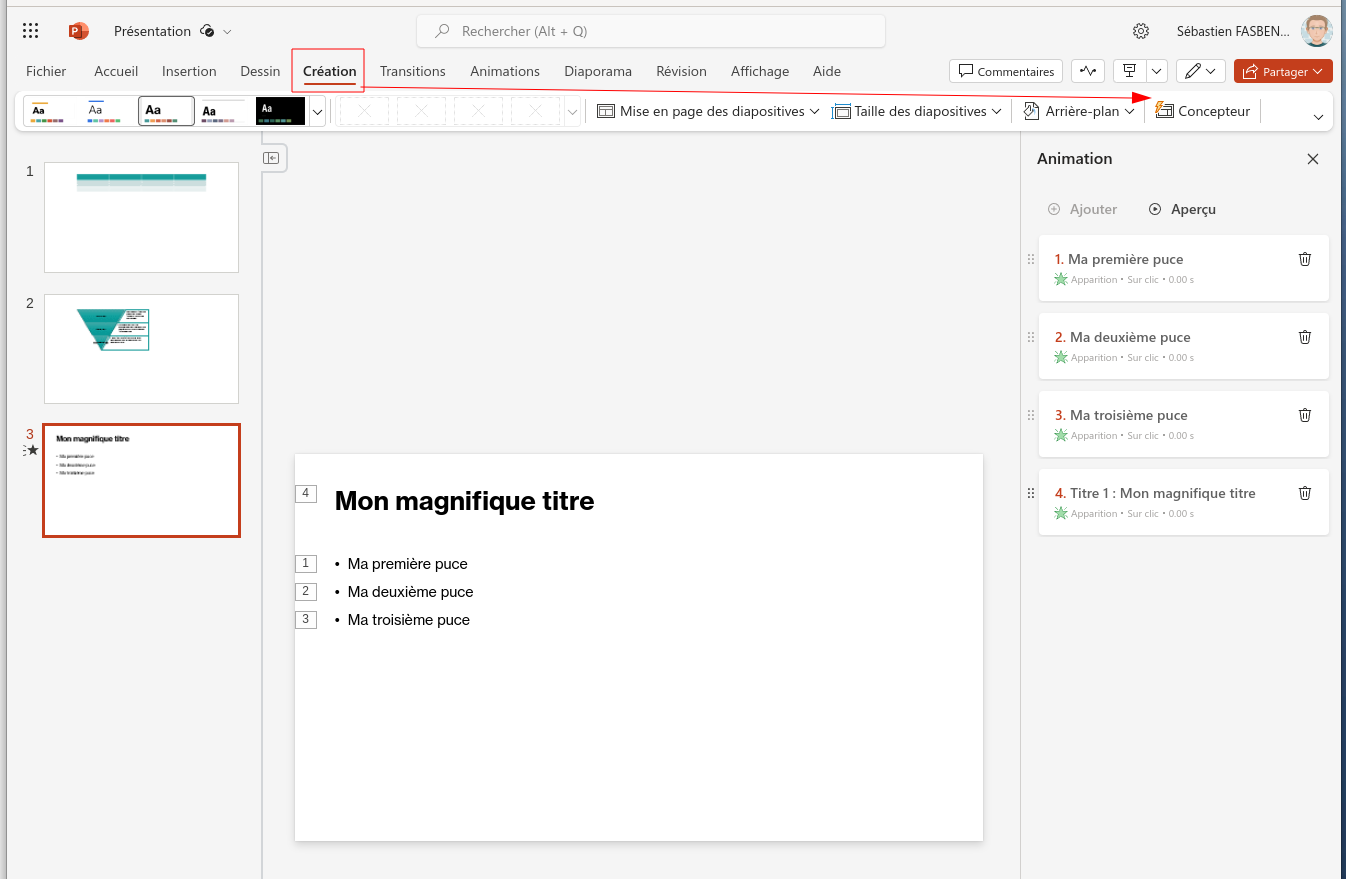 Présentation
Rechercher (Alt + Q)
Sébastien FASBEN...
Fichier Accueil Insertion Dessin Création Transitions Animations Diaporama Révision Affichage Aide
Commentaires
Partager
Aa Aa Aa Aa Aa
Mise en page des diapositives
Taille des diapositives
Arrière-plan
Concepteur
1
2
3
Mon magnifique titre
• Ma première puce
• Ma deuxième puce
• Ma troisième puce
4 Mon magnifique titre
1 • Ma première puce
2 • Ma deuxième puce
3 • Ma troisième puce
Animation
Ajouter Aperçu
1. Ma première puce
Apparition • Sur clic • 0.00 s
2. Ma deuxième puce
Apparition • Sur clic • 0.00 s
3. Ma troisième puce
Apparition • Sur clic • 0.00 s
4. Titre 1 : Mon magnifique titre
Apparition • Sur clic • 0.00 s